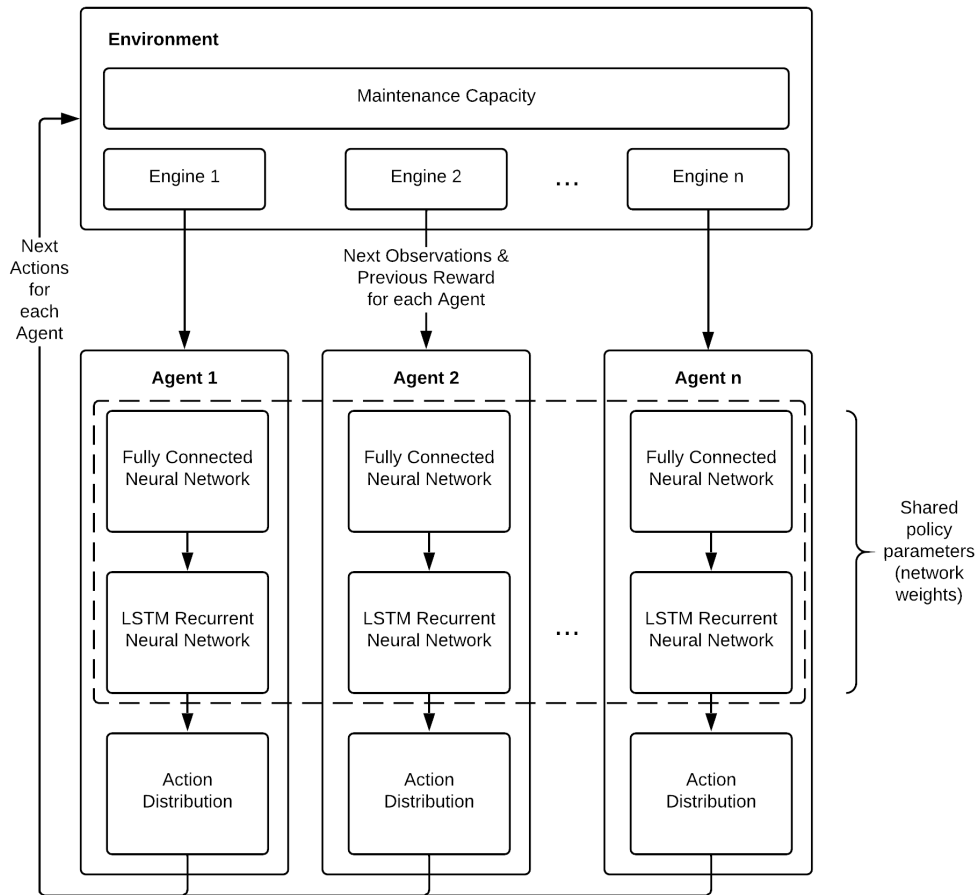 Environment
Maintenance Capacity
Engine 1
Engine 2
...
Engine n
Next
Actions
for
each
Agent
Next Observations &
Previous Reward
for each Agent
Agent 1
Agent 2
Agent n
Fully Connected
Neural Network
Fully Connected
Neural Network
Fully Connected
Neural Network
LSTM Recurrent
Neural Network
LSTM Recurrent
Neural Network
...
LSTM Recurrent
Neural Network
Shared
policy
parameters
(network
weights)
Action
Distribution
Action
Distribution
Action
Distribution